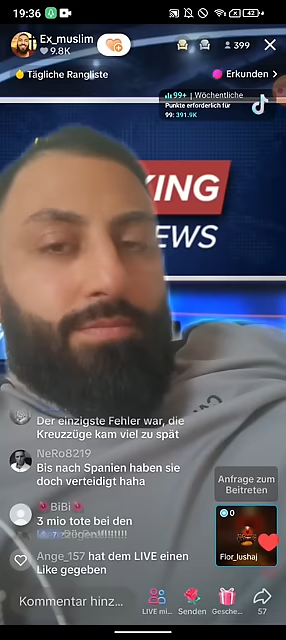 19:36
42
Ex_muslim
9.8K
399
Tägliche Rangliste
Erkunden >
99+ | Wöchentliche
Punkte erforderlich für
99: 391.9K
KING
EWS
Der einzigste Fehler war, die
Kreuzzüge kam viel zu spät
NeRo8219
Bis nach Spanien haben sie
doch verteidigt haha
BiBi
3 mio tote bei den
Anfrage zum
Beitreten
0
Flor_lushaj
Ange_157 hat dem LIVE einen
Like gegeben
Kommentar hinz...
LIVE mi...
Senden
Gesche...
57